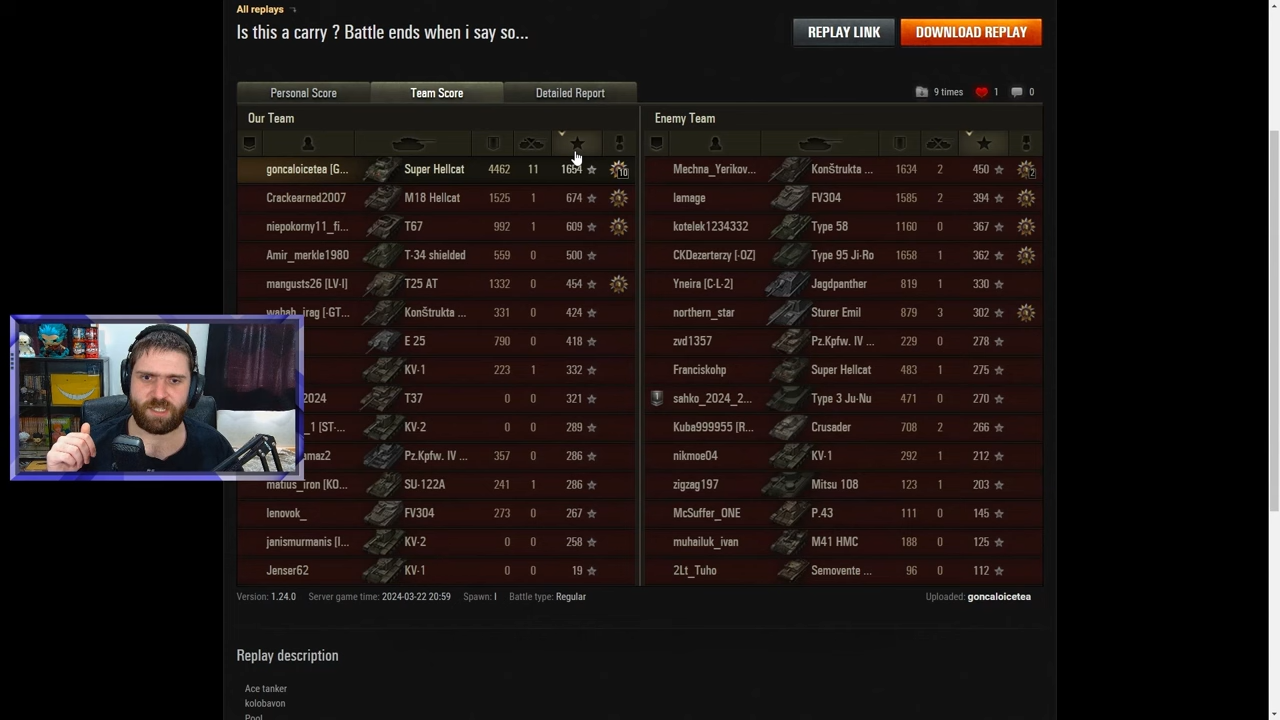 All replays
Is this a carry ? Battle ends when i say so...
REPLAY LINK
DOWNLOAD REPLAY
Personal Score
Team Score
Detailed Report
9 times
1
0
Our Team
goncaloicetea [G... Super Hellcat 4462 11 1654 10
Crackearned2007 M18 Hellcat 1525 1 674
niepokorny11_fi... T67 992 1 609
Amir_merkle1980 T-34 shielded 559 0 500
mangusts26 [LV-I] T25 AT 1332 0 454
wahab_iraq [-GT... Konštrukta ... 331 0 424
E 25 790 0 418
KV-1 223 1 332
2024 T37 0 321
_1 [ST-... KV-2 0 289
amaz2 Pz.Kpfw. IV ... 357 0 286
matius_iron [KO... SU-122A 241 1 286
lenovok_ FV304 273 0 267
janismurmanis [I... KV-2 0 0 258
Jenser62 KV-1 0 0 19
Enemy Team
Mechna_Yerikov... Konštrukta ... 1634 2 450 2
lamage FV304 1585 2 394
kotelek1234332 Type 58 1160 0 367
CKDezerterzy [-OZ] Type 95 Ji-Ro 1658 1 362
Yneira [C-L-2] Jagdpanther 819 1 330
northern_star Sturer Emil 879 3 302
zvd1357 Pz.Kpfw. IV ... 229 0 278
Franciskohp Super Hellcat 483 1 275
sahko_2024_2... Type 3 Ju-Nu 471 0 270
Kuba999955 [R... Crusader 708 2 266
nikmoe04 KV-1 292 1 212
zigzag197 Mitsu 108 123 1 203
McSuffer_ONE P.43 111 0 145
muhailuk_ivan M41 HMC 188 0 125
2Lt_Tuho Semovente ... 96 0 112
Version: 1.24.0 Server game time: 2024-03-22 20:59 Spawn: I Battle type: Regular
Uploaded: goncaloicetea
Replay description
Ace tanker
kolobavon
Pool